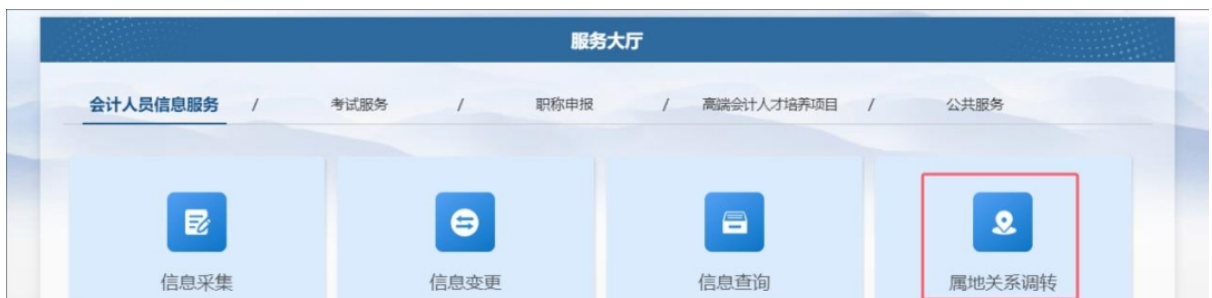 服务大厅
会计人员信息服务 / 考试服务 / 职称申报 / 高端会计人才培养项目 / 公共服务
信息采集 信息变更 信息查询 属地关系调转